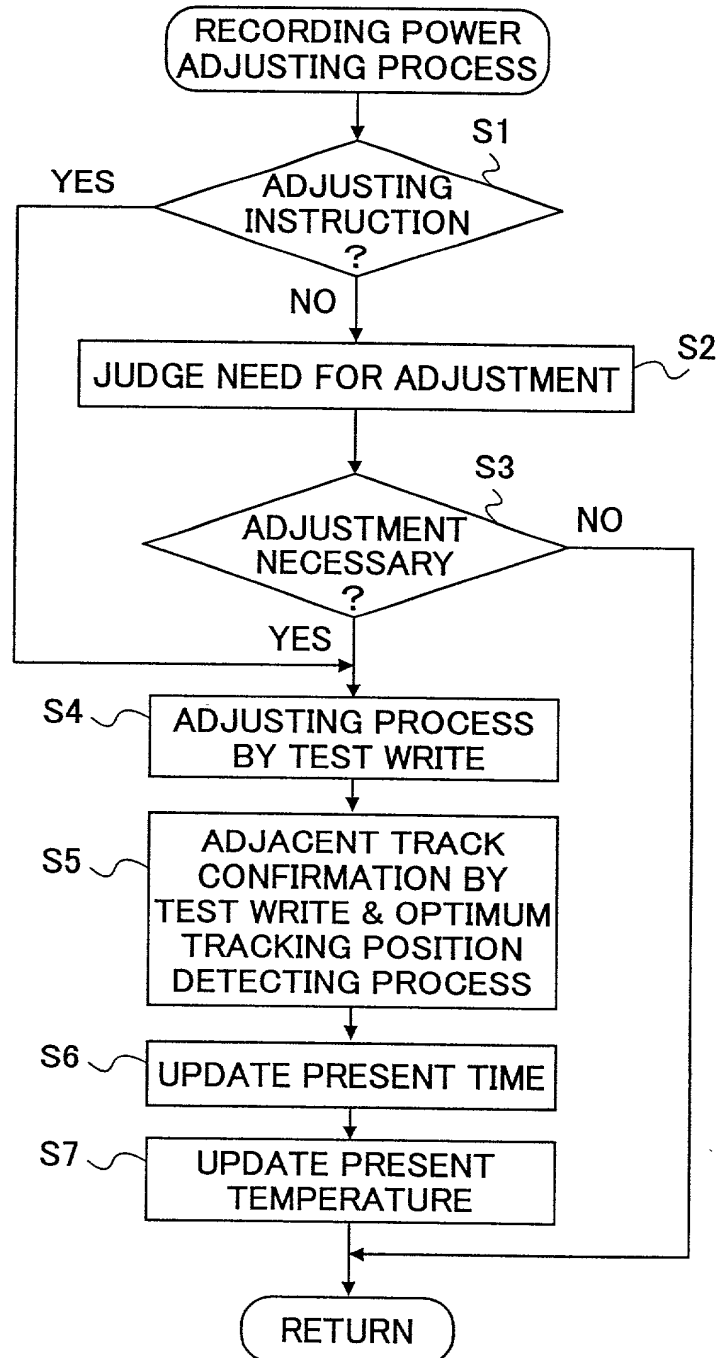 RECORDING POWER
ADJUSTING PROCESS
S1
YES
ADJUSTING
INSTRUCTION
?
NO
S2
JUDGE NEED FOR ADJUSTMENT
S3
NO
ADJUSTMENT
NECESSARY
?
YES
S4
ADJUSTING PROCESS
BY TEST WRITE
S5
ADJACENT TRACK
CONFIRMATION BY
TEST WRITE & OPTIMUM
TRACKING POSITION
DETECTING PROCESS
S6
UPDATE PRESENT TIME
S7
UPDATE PRESENT
TEMPERATURE
RETURN